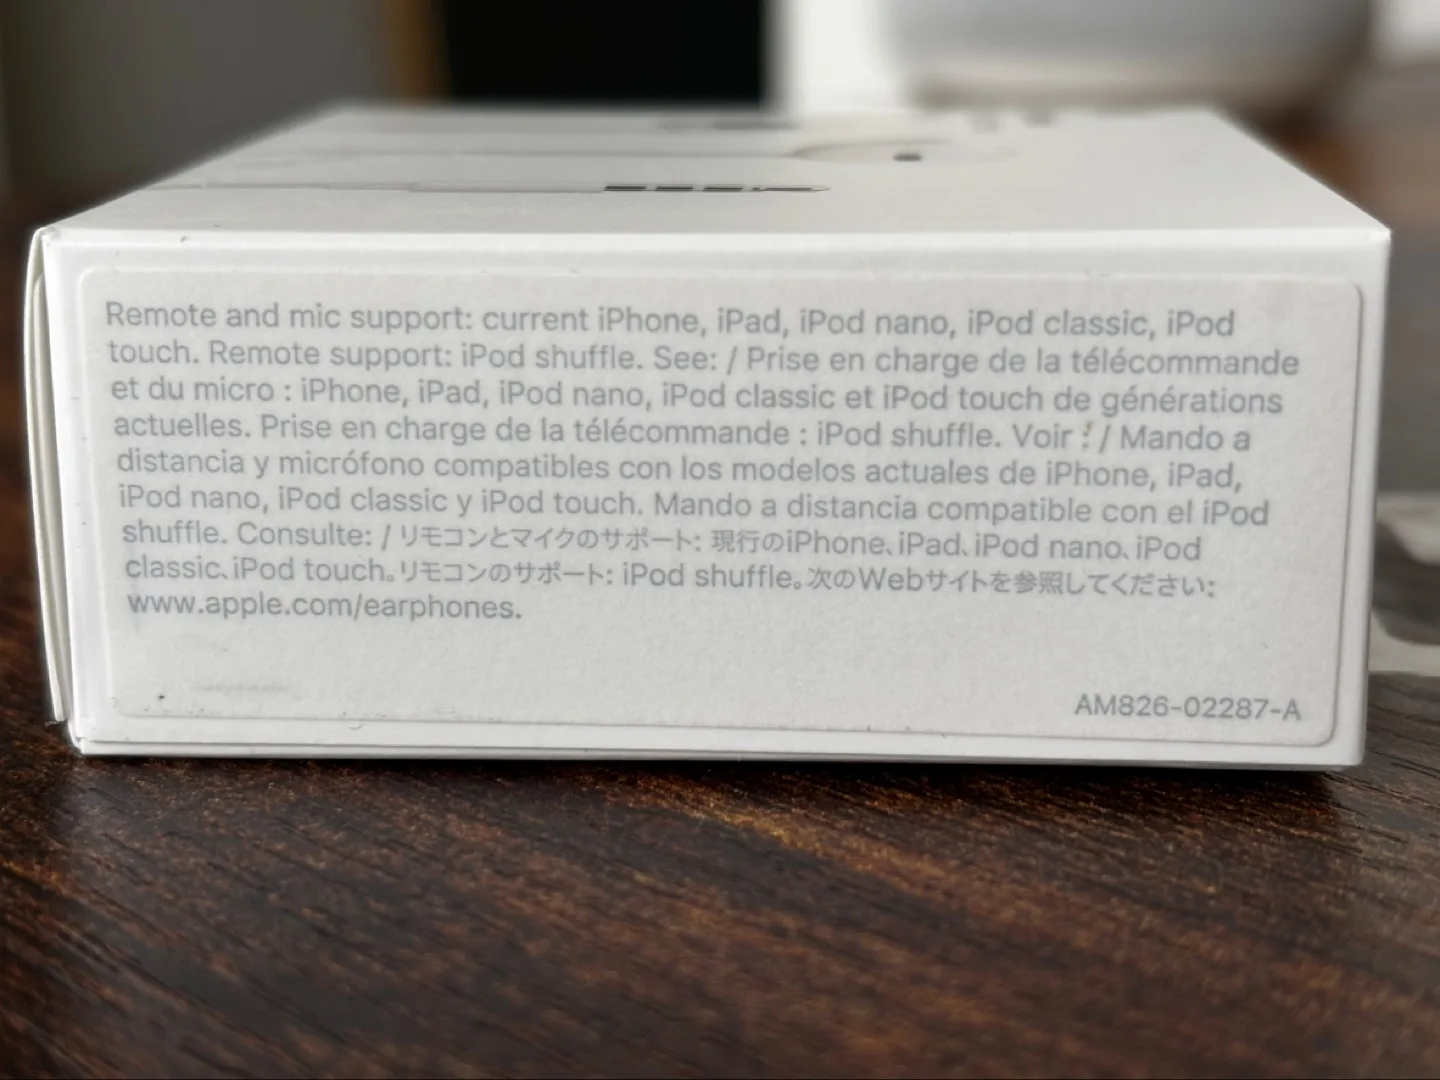 Remote and mic support: current iPhone, iPad, iPod nano, iPod classic, iPod
touch. Remote support: iPod shuffle. See: / Prise en charge de la télécommande
et du micro : iPhone, iPad, iPod nano, iPod classic et iPod touch de générations
actuelles. Prise en charge de la télécommande : iPod shuffle. Voir : / Mando a
distancia y micrófono compatibles con los modelos actuales de iPhone, iPad,
iPod nano, iPod classic y iPod touch. Mando a distancia compatible con el iPod
shuffle. Consulte: / リモコンとマイクのサポート: 現行のiPhone、iPad、iPod nano、iPod
classic、iPod touch。リモコンのサポート: iPod shuffle。次のWebサイトを参照してください:
www.apple.com/earphones.
AM826-02287-A